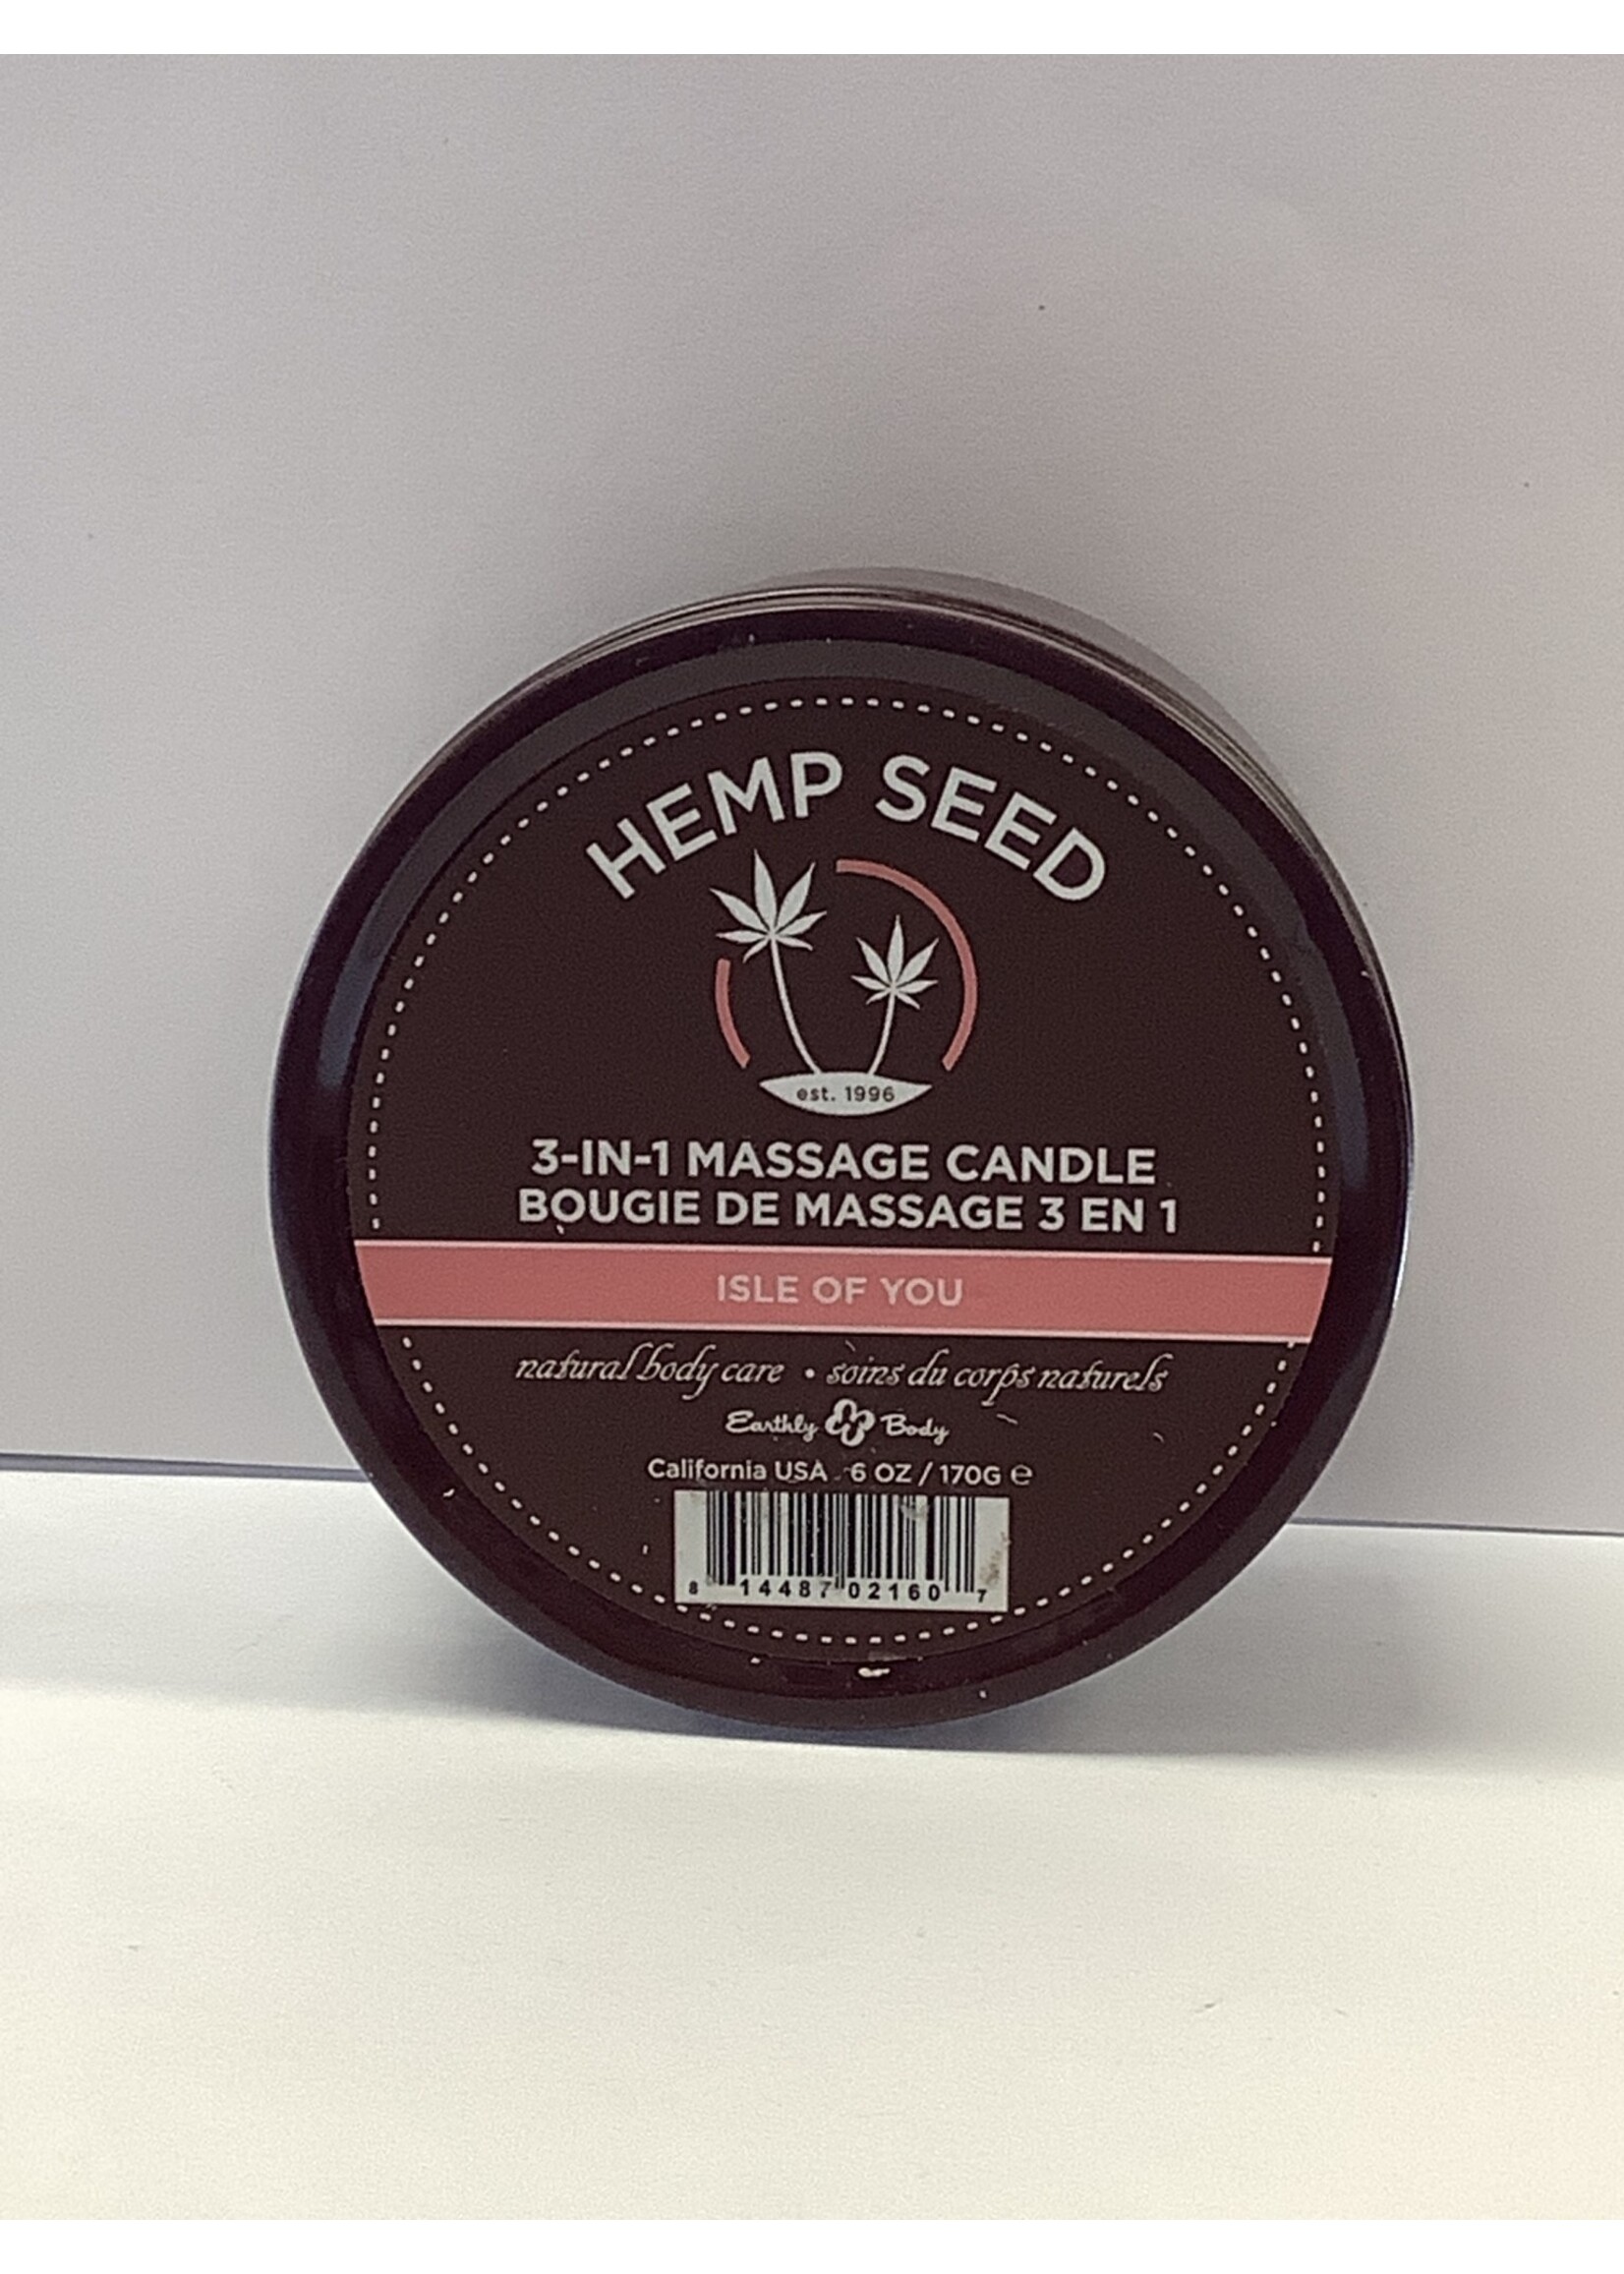 HEMP SEED
est. 1996
3-IN-1 MASSAGE CANDLE
BOUGIE DE MASSAGE 3 EN 1
ISLE OF YOU
natural body care • soins du corps naturels
Earthly Body
California USA 6 OZ / 170G ℮
8 14487 02160 7